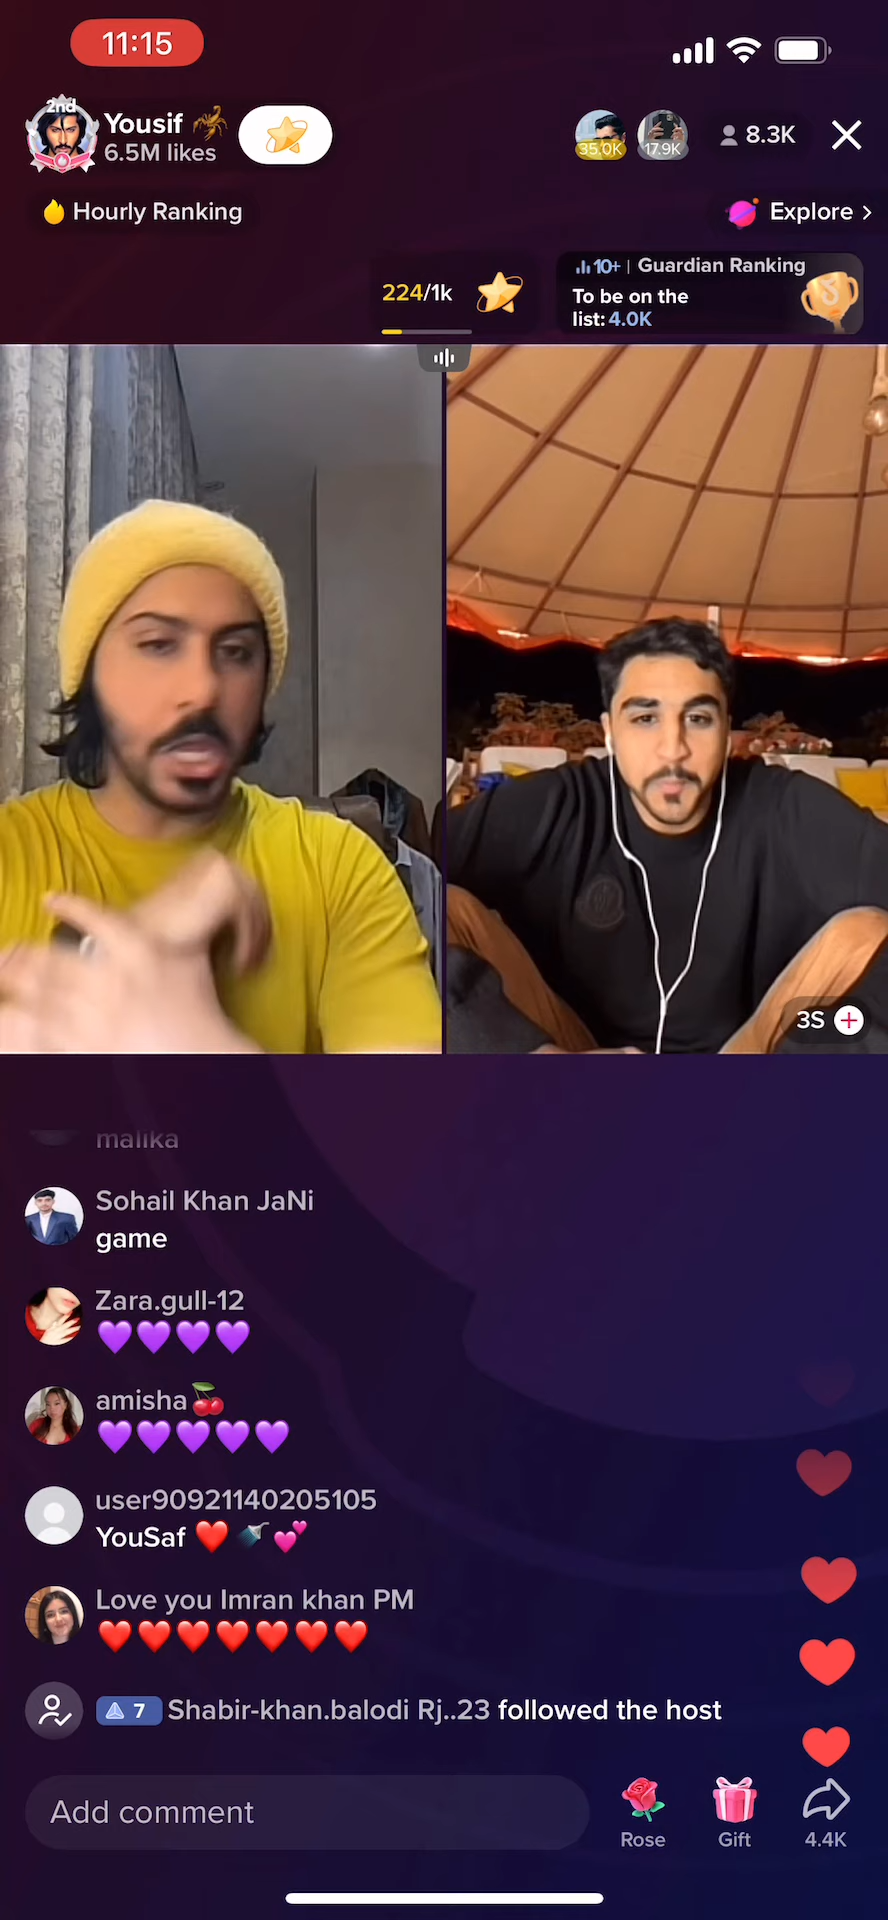 11:15
2nd
Yousif 🦂
6.5M likes
35.0K
17.9K
8.3K
Hourly Ranking
Explore >
224/1k
10+ | Guardian Ranking
To be on the
list: 4.0K
3S
malika
Sohail Khan JaNi
game
Zara.gull-12
💜💜💜💜
amisha🍒
💜💜💜💜💜
user90921140205105
YouSaf ❤️ 🚿 💕
Love you Imran khan PM
❤️❤️❤️❤️❤️❤️❤️
7 Shabir-khan.balodi Rj..23 followed the host
Add comment
Rose
Gift
4.4K